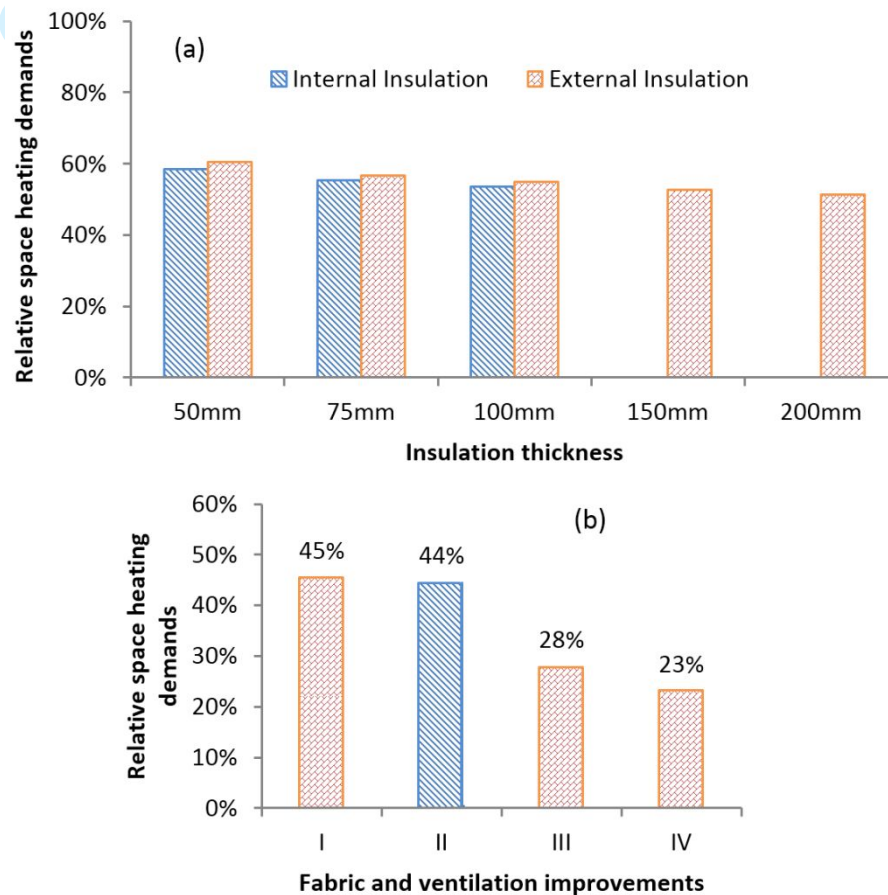 100%
80%
60%
40%
20%
0%
Relative space heating demands
(a)
Internal Insulation External Insulation
50mm 75mm 100mm 150mm 200mm
Insulation thickness
60%
50%
40%
30%
20%
10%
0%
Relative space heating
demands
(b)
45% 44% 28% 23%
I II III IV
Fabric and ventilation improvements